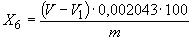 X₆ = (V – V₁) · 0,002043 · 100 / m